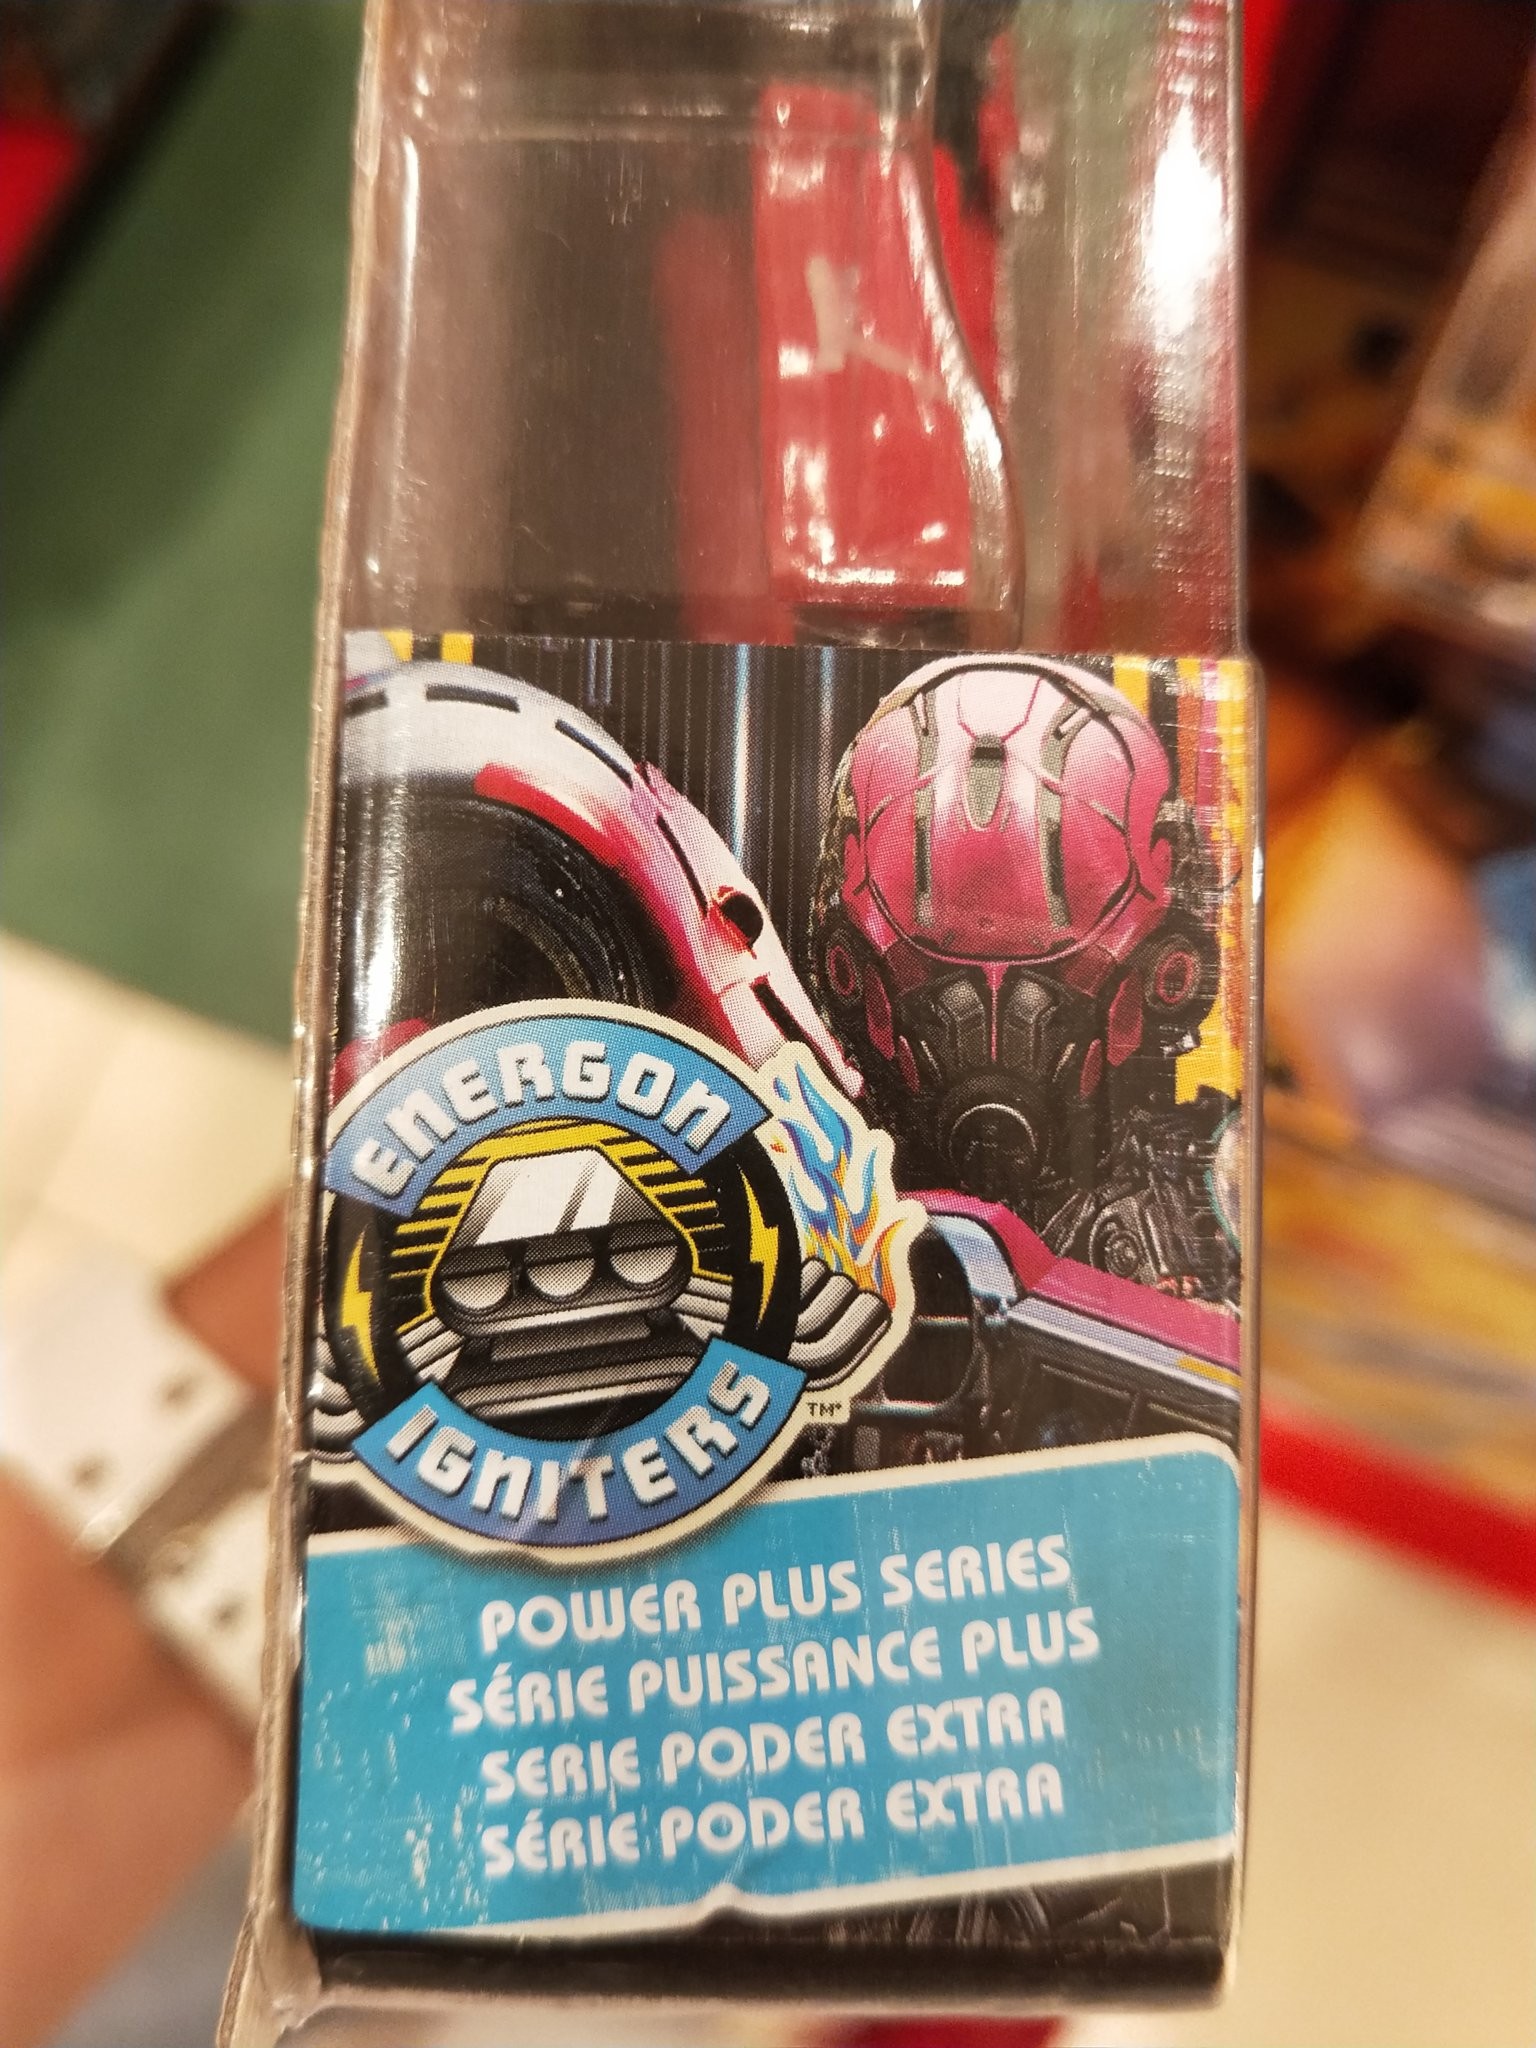 ENERGON
IGNITERS
TM*
POWER PLUS SERIES
SÉRIE PUISSANCE PLUS
SERIE PODER EXTRA
SÉRIE PODER EXTRA